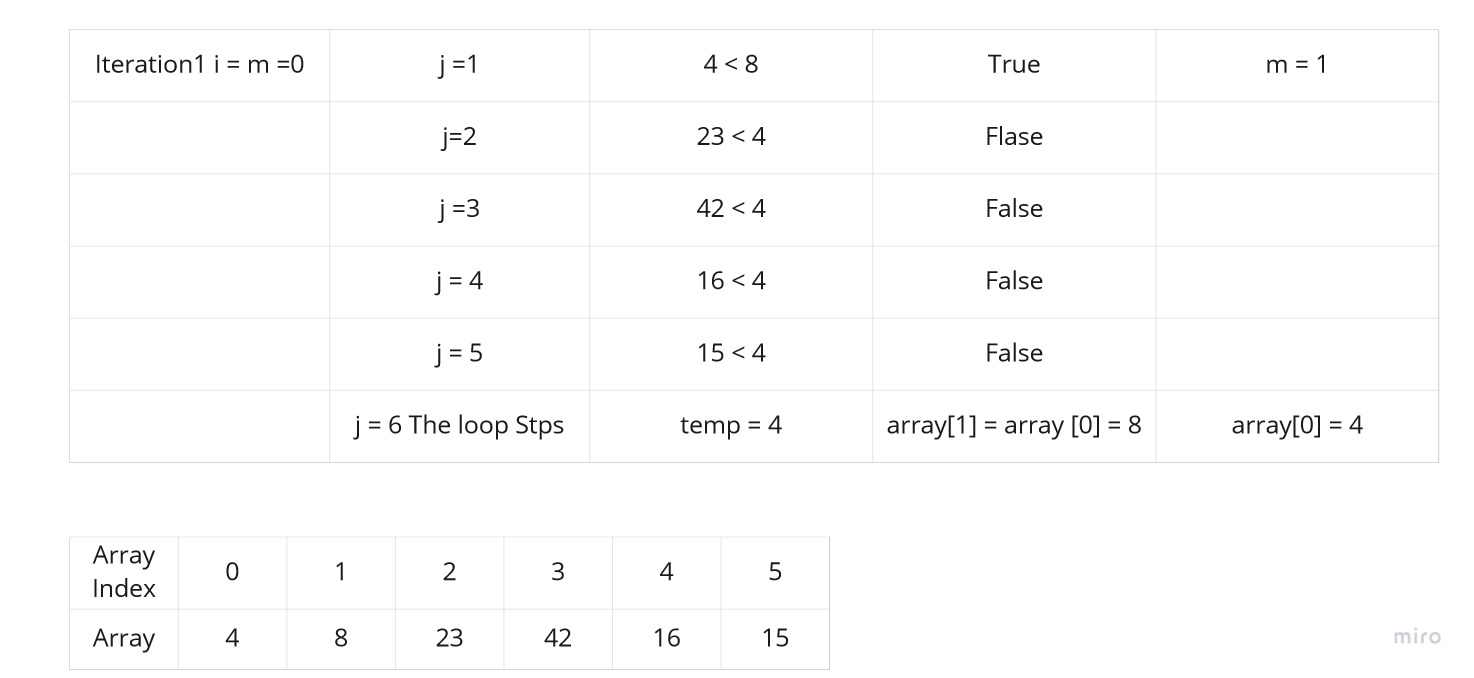 Iteration1 i = m =0 j =1 4 < 8 True m = 1
j=2 23 < 4 Flase
j =3 42 < 4 False
j = 4 16 < 4 False
j = 5 15 < 4 False
j = 6 The loop Stps temp = 4 array[1] = array [0] = 8 array[0] = 4
Array
Index 0 1 2 3 4 5
Array 4 8 23 42 16 15
miro